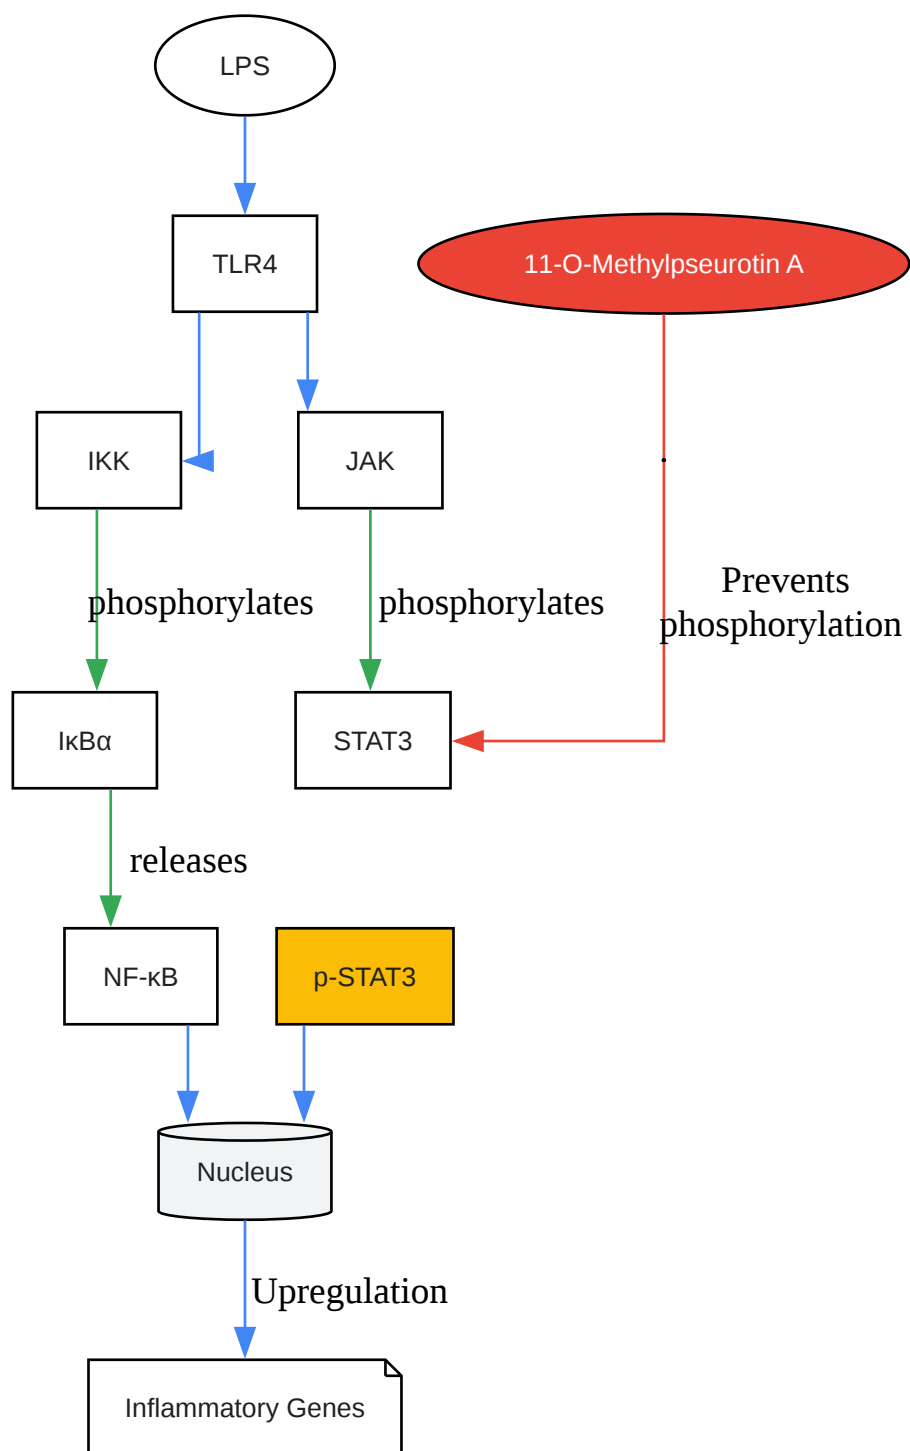 LPS
TLR4
11-O-Methylpseurotin A
IKK
JAK
phosphorylates
phosphorylates
Prevents
phosphorylation
IκBα
STAT3
releases
NF-κB
p-STAT3
Nucleus
Upregulation
Inflammatory Genes